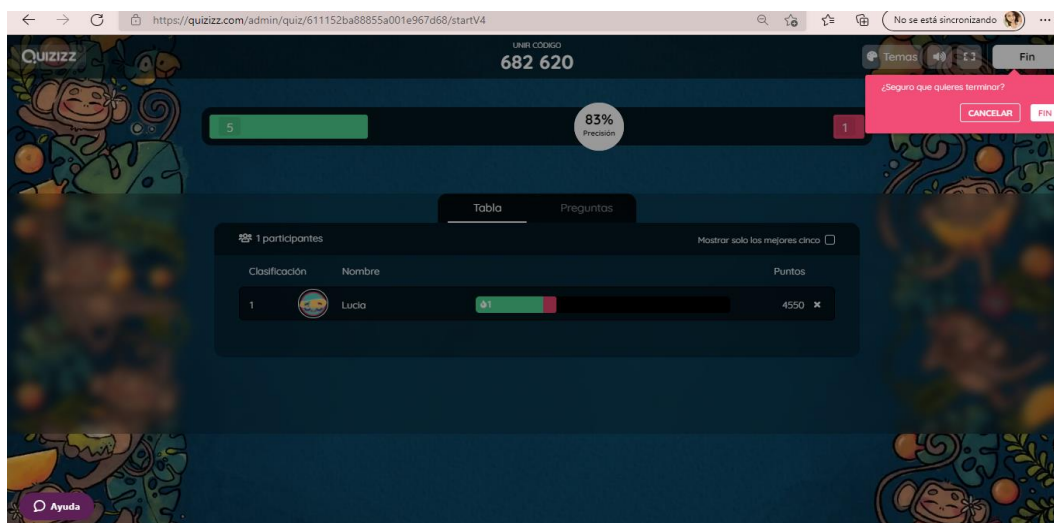 https://quizizz.com/admin/quiz/611152ba88855a001e967d68/startV4
No se está sincronizando
QUIZIZZ
UNIR CÓDIGO
682 620
Temas
Fin
¿Seguro que quieres terminar?
CANCELAR
FIN
5
83%
Precisión
1
Tabla
Preguntas
1 participantes
Mostrar solo los mejores cinco
Clasificación
Nombre
Puntos
1
Lucia
1
4550
Ayuda